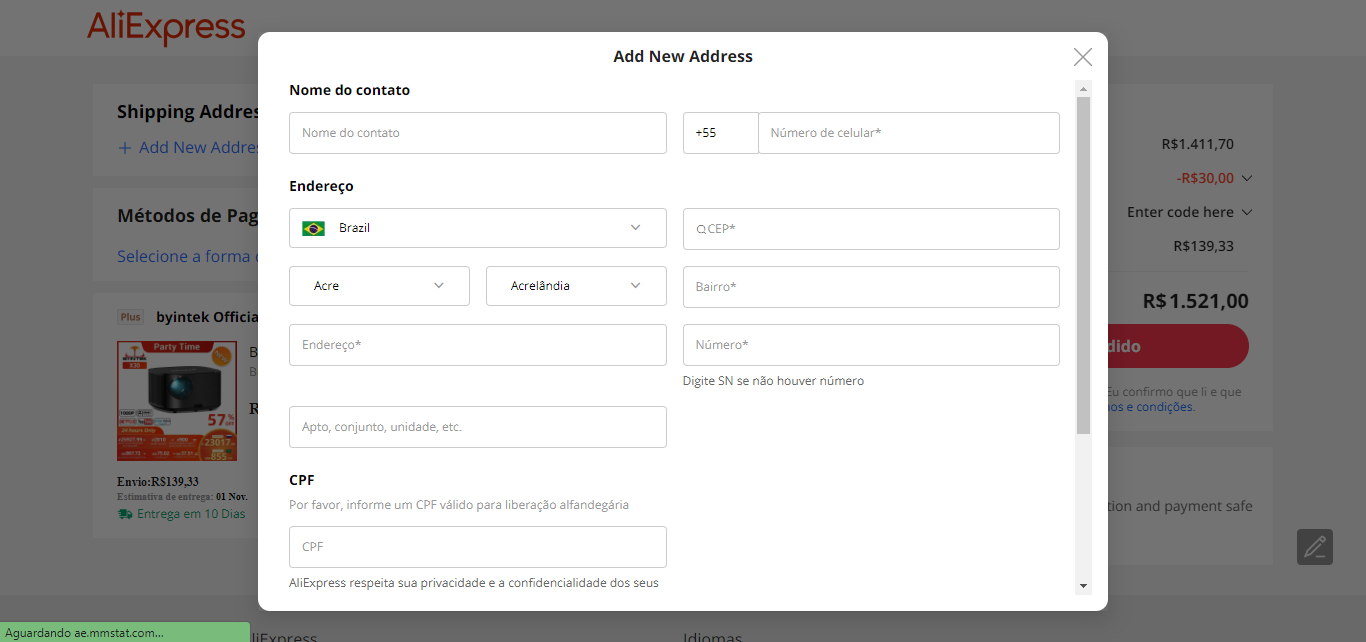 AliExpress
Add New Address
Nome do contato
Nome do contato
+55
Número de celular*
Endereço
Brazil
CEP*
Acre
Acrelândia
Bairro*
Endereço*
Número*
Digite SN se não houver número
Apto, conjunto, unidade, etc.
CPF
Por favor, informe um CPF válido para liberação alfandegária
CPF
AliExpress respeita sua privacidade e a confidencialidade dos seus
Shipping Addres
+ Add New Addre
Métodos de Pag
Selecione a forma
Plus
byintek Officia
Party Time
X30
1080P
57%
23017
855
Envio:R$139,33
Estimativa de entrega: 01 Nov.
Entrega em 10 Dias
R$1.411,70
-R$30,00
Enter code here
R$139,33
R$1.521,00
dido
Eu confirmo que li e que
os e condições.
tion and payment safe
liExpress
Idiomas
Aguardando ae.mmstat.com...